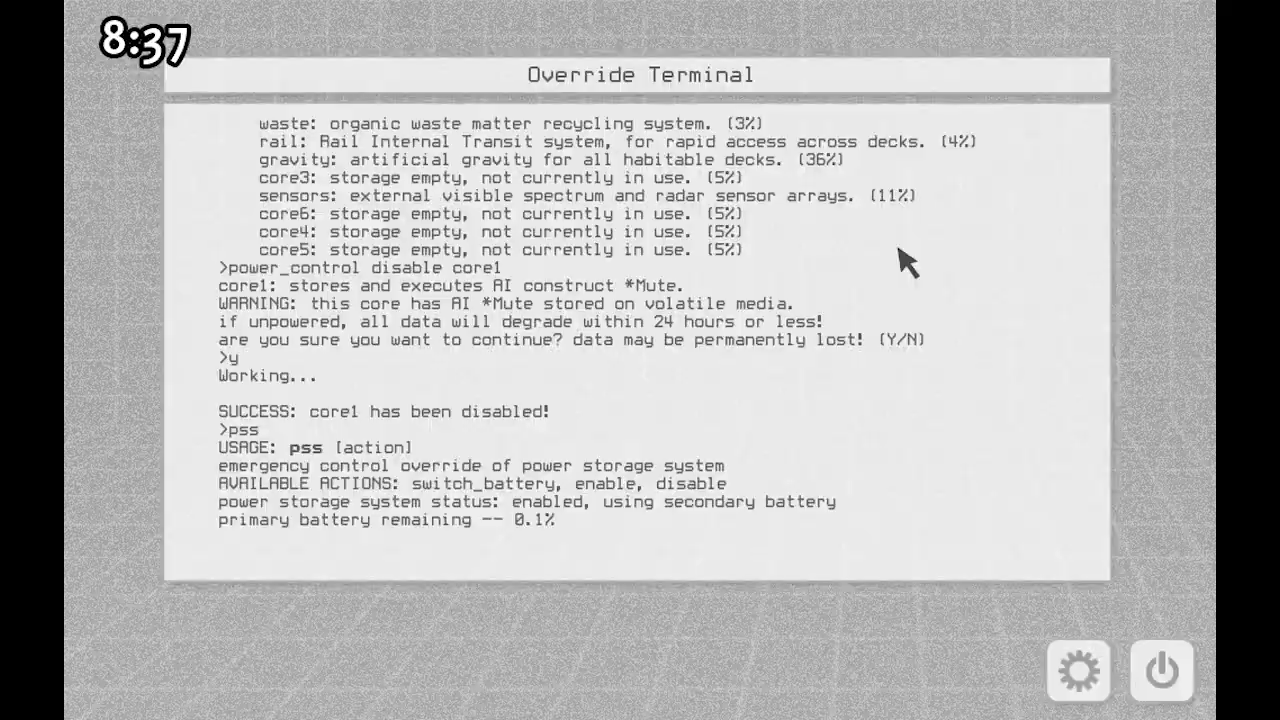 8:37
Override Terminal
waste: organic waste matter recycling system. (3%)
rail: Rail Internal Transit system, for rapid access across decks. (4%)
gravity: artificial gravity for all habitable decks. (36%)
core3: storage empty, not currently in use. (5%)
sensors: external visible spectrum and radar sensor arrays. (11%)
core6: storage empty, not currently in use. (5%)
core4: storage empty, not currently in use. (5%)
core5: storage empty, not currently in use. (5%)
>power_control disable core1
core1: stores and executes AI construct *Mute.
WARNING: this core has AI *Mute stored on volatile media.
if unpowered, all data will degrade within 24 hours or less!
are you sure you want to continue? data may be permanently lost! (Y/N)
>y
Working...
SUCCESS: core1 has been disabled!
>pss
USAGE: pss [action]
emergency control override of power storage system
AVAILABLE ACTIONS: switch_battery, enable, disable
power storage system status: enabled, using secondary battery
primary battery remaining -- 0.1%